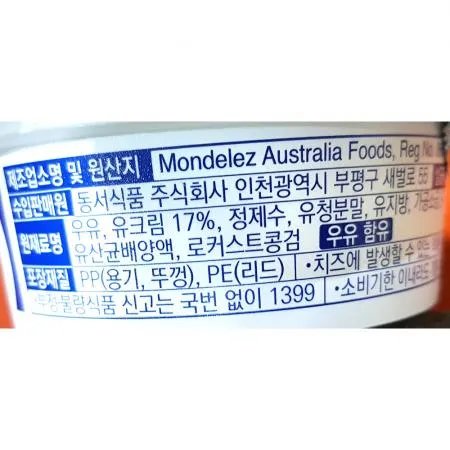 제조업소명 및 원산지 Mondelez Australia Foods, Reg No.
수입판매원 동서식품 주식회사 인천광역시 부평구 새벌로 55
원재료명 우유, 유크림 17%, 정제수, 유청분말, 유지방,
유산균배양액, 로커스트콩검 우유 함유
포장재질 PP(용기, 뚜껑), PE(리드) •치즈에 발생할 수 있는
•부정·불량식품 신고는 국번 없이 1399 •소비기한 이내라도